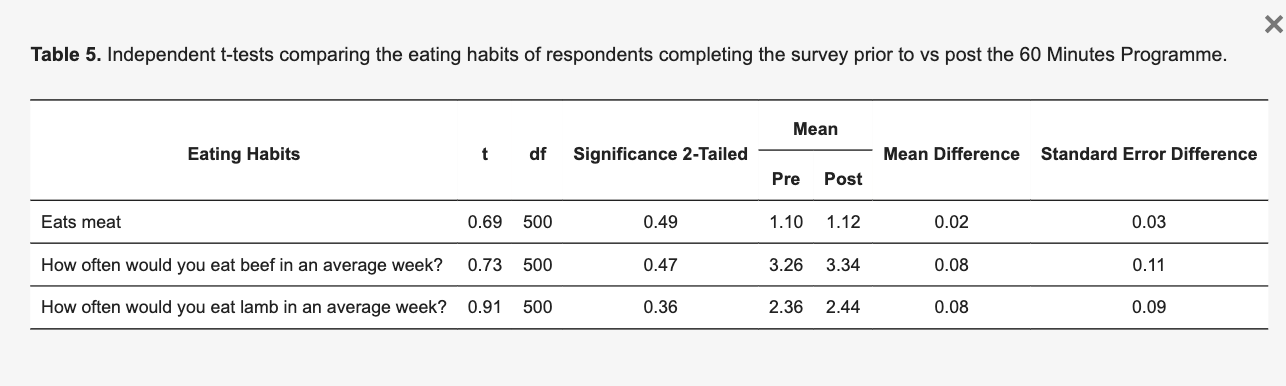 Table 5. Independent t-tests comparing the eating habits of respondents completing the survey prior to vs post the 60 Minutes Programme.
Eating Habits t df Significance 2-Tailed Mean Mean Difference Standard Error Difference
Pre Post
Eats meat 0.69 500 0.49 1.10 1.12 0.02 0.03
How often would you eat beef in an average week? 0.73 500 0.47 3.26 3.34 0.08 0.11
How often would you eat lamb in an average week? 0.91 500 0.36 2.36 2.44 0.08 0.09